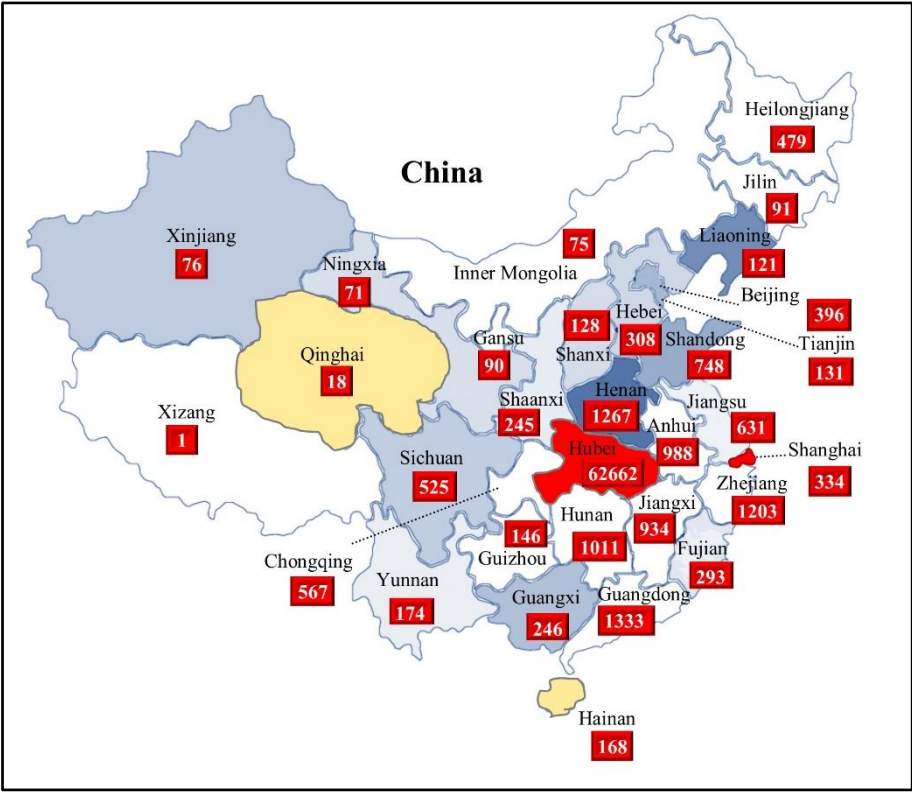 Heilongjiang
479
China
Jilin
91
Xinjiang
76
Ningxia
71
75
Inner Mongolia
Liaoning
121
Beijing
396
Hebei
308
128
Shanxi
Gansu
90
Shandong
748
Tianjin
131
Qinghai
18
Shaanxi
245
Henan
1267
Jiangsu
631
Anhui
988
Xizang
1
Sichuan
525
Hubei
62662
Shanghai
334
Zhejiang
1203
Jiangxi
934
Hunan
1011
146
Guizhou
Fujian
293
Chongqing
567
Yunnan
174
Guangxi
246
Guangdong
1333
Hainan
168